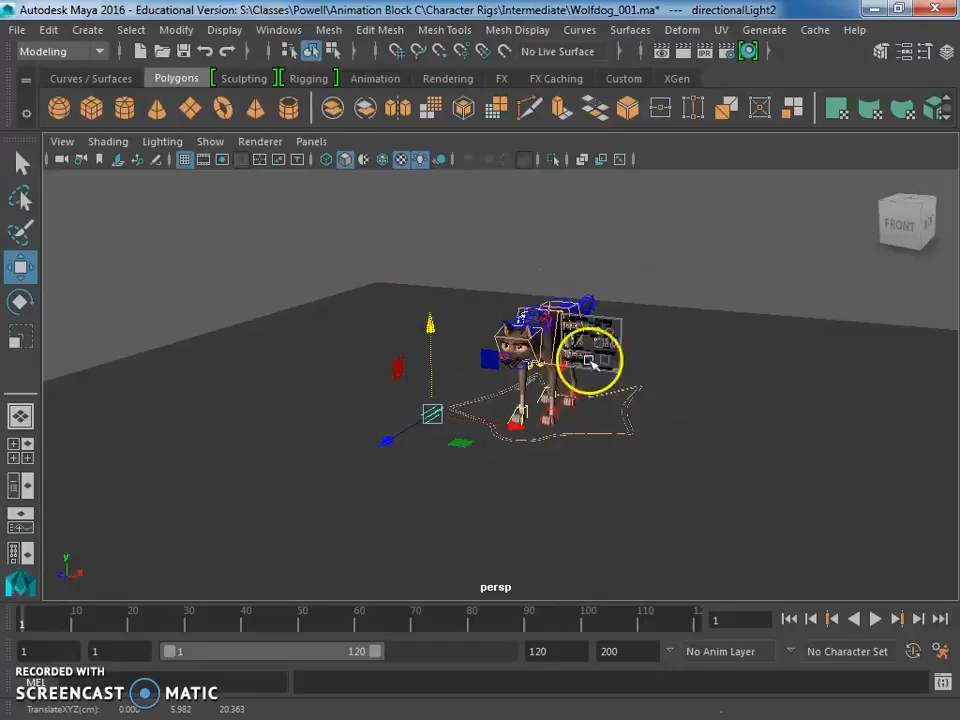 Autodesk Maya 2016 - Educational Version: S:\Classes\Powell\Animation Block C\Character Rigs\Intermediate\Wolfdog_001.ma* --- directionalLight2
File Edit Create Select Modify Display Windows Mesh Edit Mesh Mesh Tools Mesh Display Curves Surfaces Deform UV Generate Cache Help
Modeling No Live Surface
Curves / Surfaces Polygons Sculpting Rigging Animation Rendering FX FX Caching Custom XGen
View Shading Lighting Show Renderer Panels
FRONT
y
x
persp
10 20 30 40 50 60 70 80 90 100 110
1 1
1 1 1 120 120 200 No Anim Layer No Character Set
RECORDED WITH
MEL
SCREENCAST MATIC
TranslateXYZ(cm): 0.000 5.982 20.363